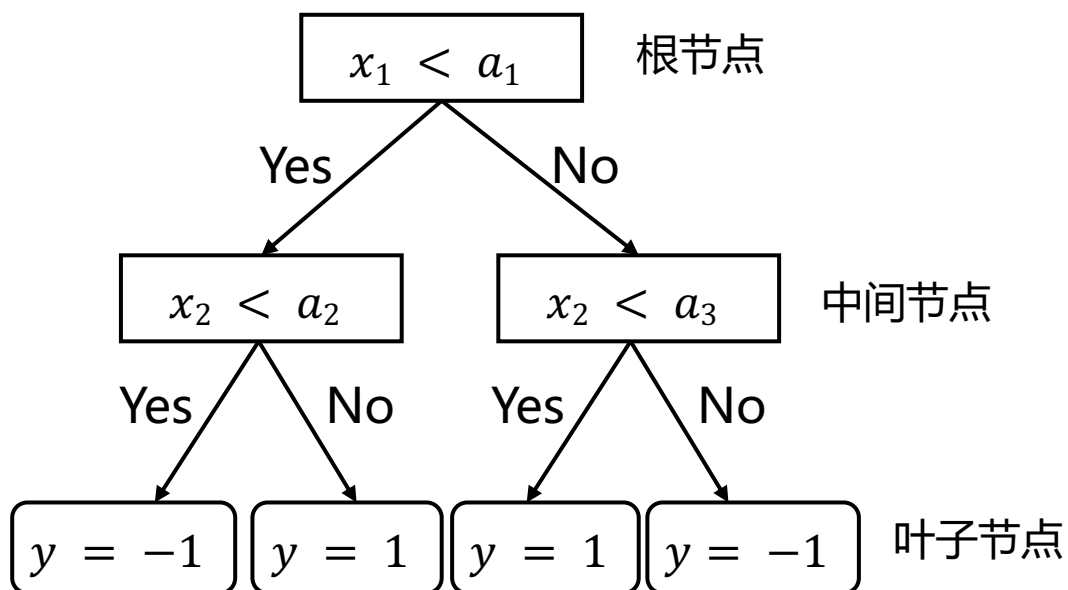 x₁ < a₁ 根节点
Yes No
x₂ < a₂ x₂ < a₃ 中间节点
Yes No Yes No
y = −1 y = 1 y = 1 y = −1 叶子节点